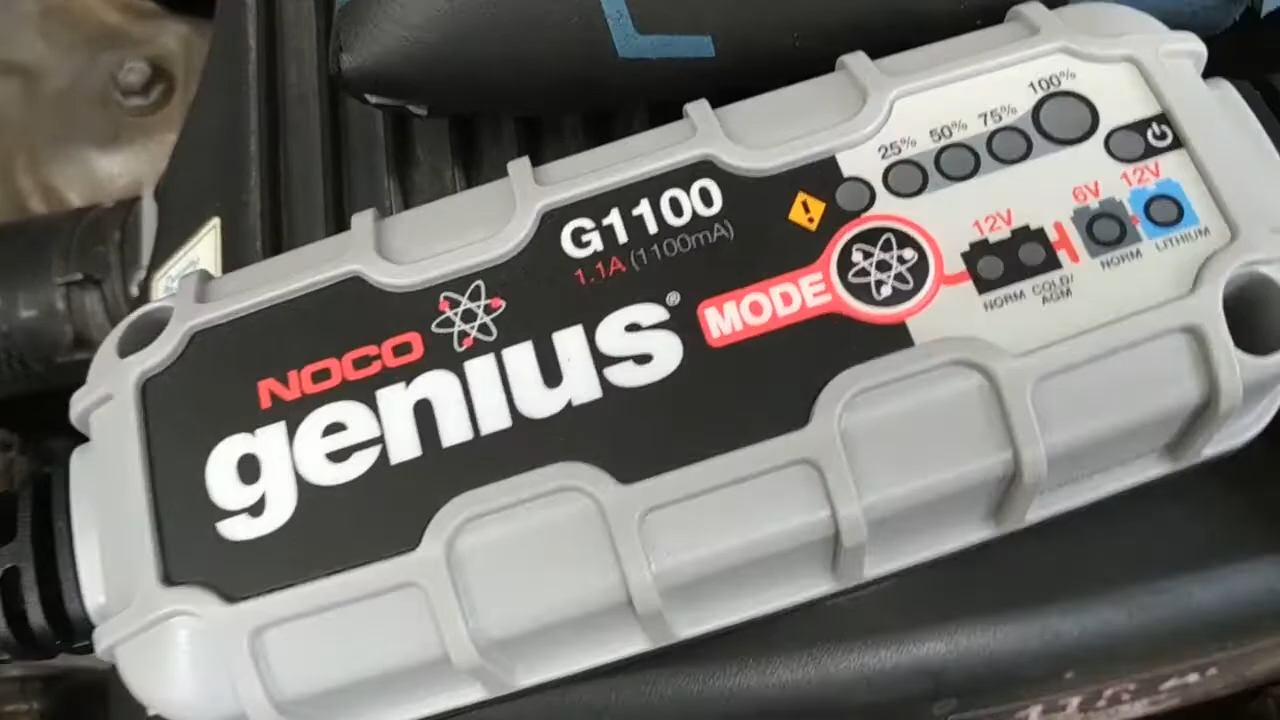 G1100
1.1A (1100mA)
NOCO
genius®
MODE
25% 50% 75% 100%
12V
6V
12V
NORM
COLD/
AGM
NORM
LITHIUM